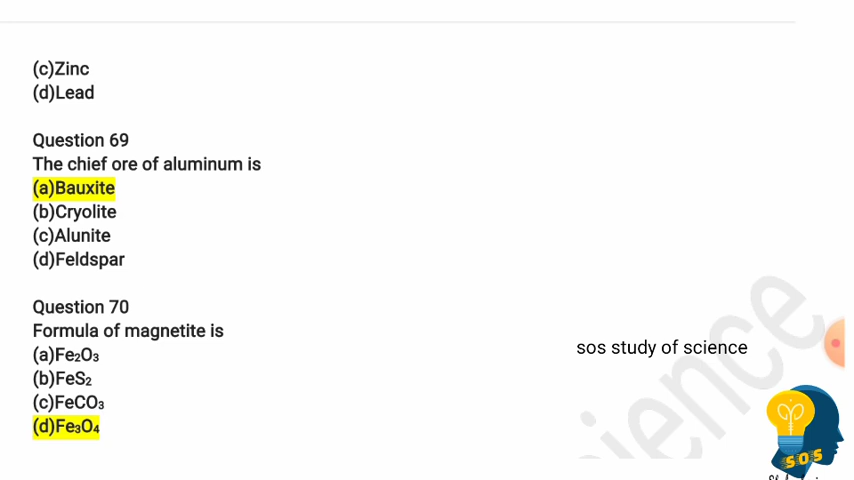 (c)Zinc
(d)Lead
Question 69
The chief ore of aluminum is
(a)Bauxite
(b)Cryolite
(c)Alunite
(d)Feldspar
Question 70
Formula of magnetite is
(a)Fe₂O₃
(b)FeS₂
(c)FeCO₃
(d)Fe₃O₄
sos study of science
ience
SOS